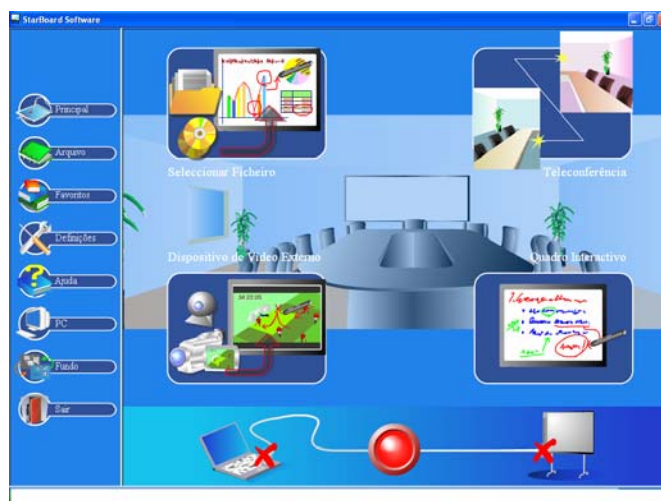 StarBoard Software
Principal
Arquivo
Favoritos
Definições
Ajuda
PC
Fundo
Sair
Seleccionar Ficheiro
Teleconferência
Dispositivo de Vídeo Externo
Quadro Interactivo